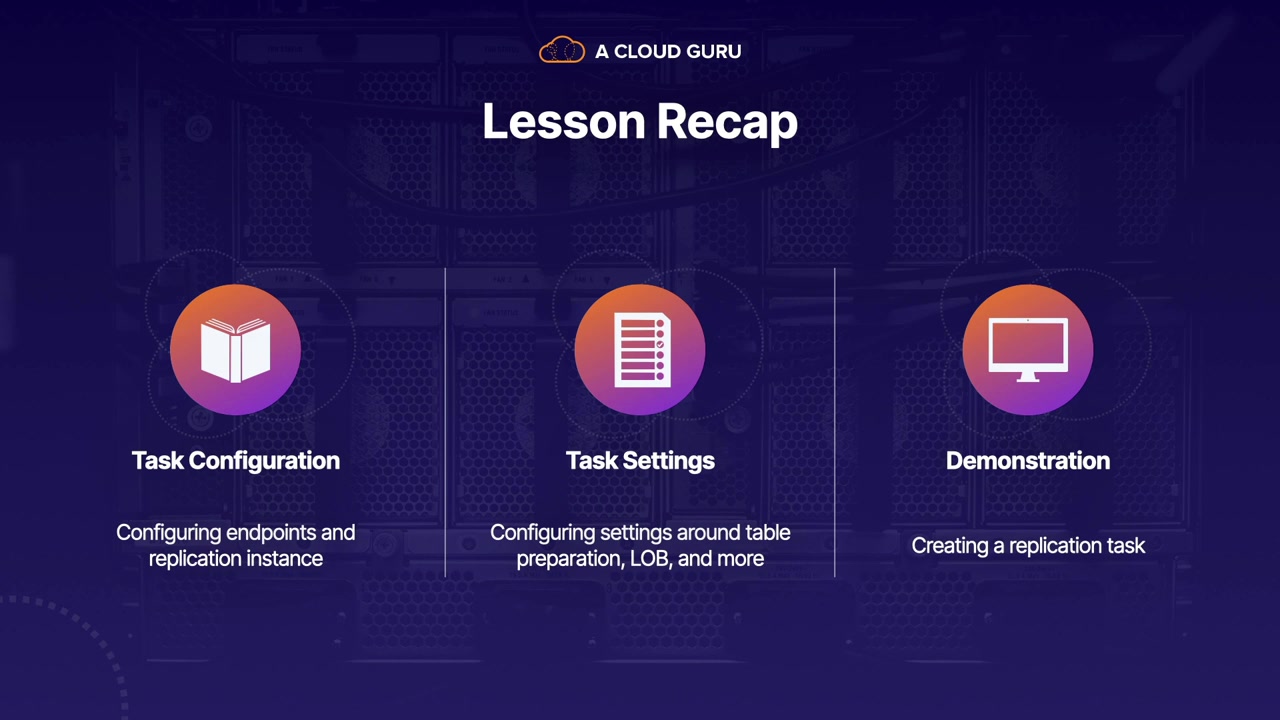 A CLOUD GURU
Lesson Recap
Task Configuration
Configuring endpoints and
replication instance
Task Settings
Configuring settings around table
preparation, LOB, and more
Demonstration
Creating a replication task